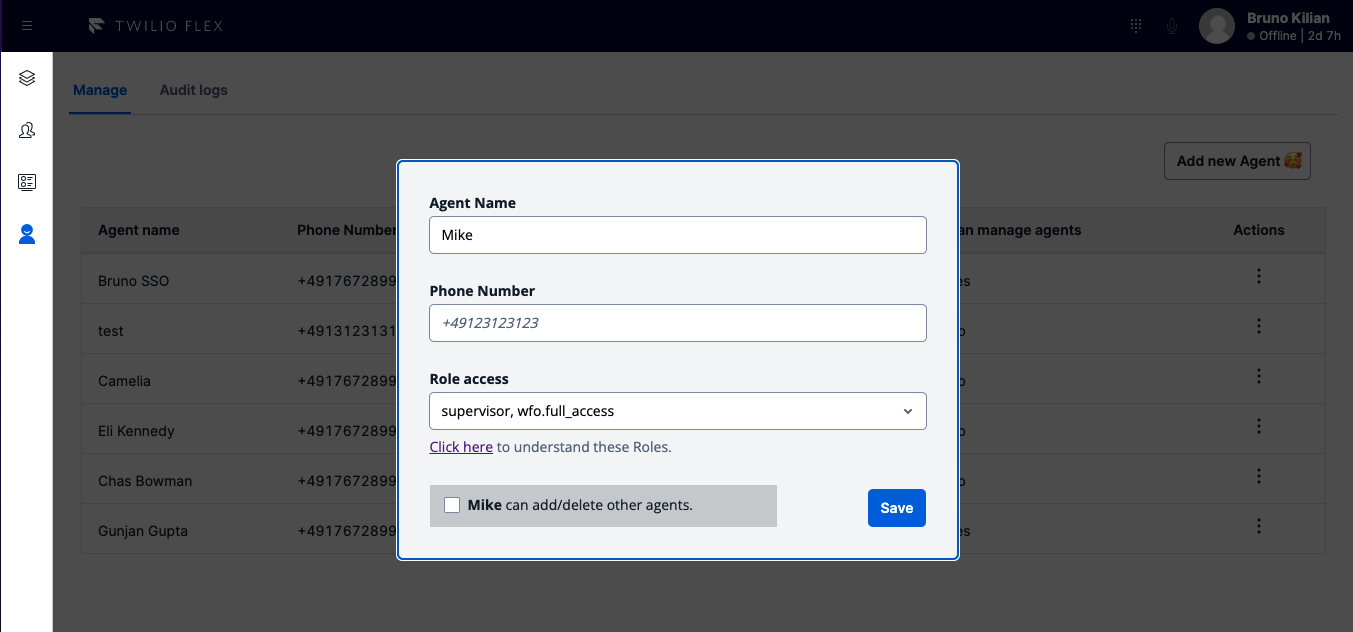 TWILIO FLEX
Bruno Kilian
Offline | 2d 7h
Manage
Audit logs
Add new Agent 🥰
Agent name
Phone Number
an manage agents
Actions
Bruno SSO
+4917672899
es
test
+4913123131
o
Camelia
+4917672899
o
Eli Kennedy
+4917672899
o
Chas Bowman
+4917672899
o
Gunjan Gupta
+4917672899
es
Agent Name
Mike
Phone Number
+49123123123
Role access
supervisor, wfo.full_access
Click here to understand these Roles.
Mike can add/delete other agents.
Save